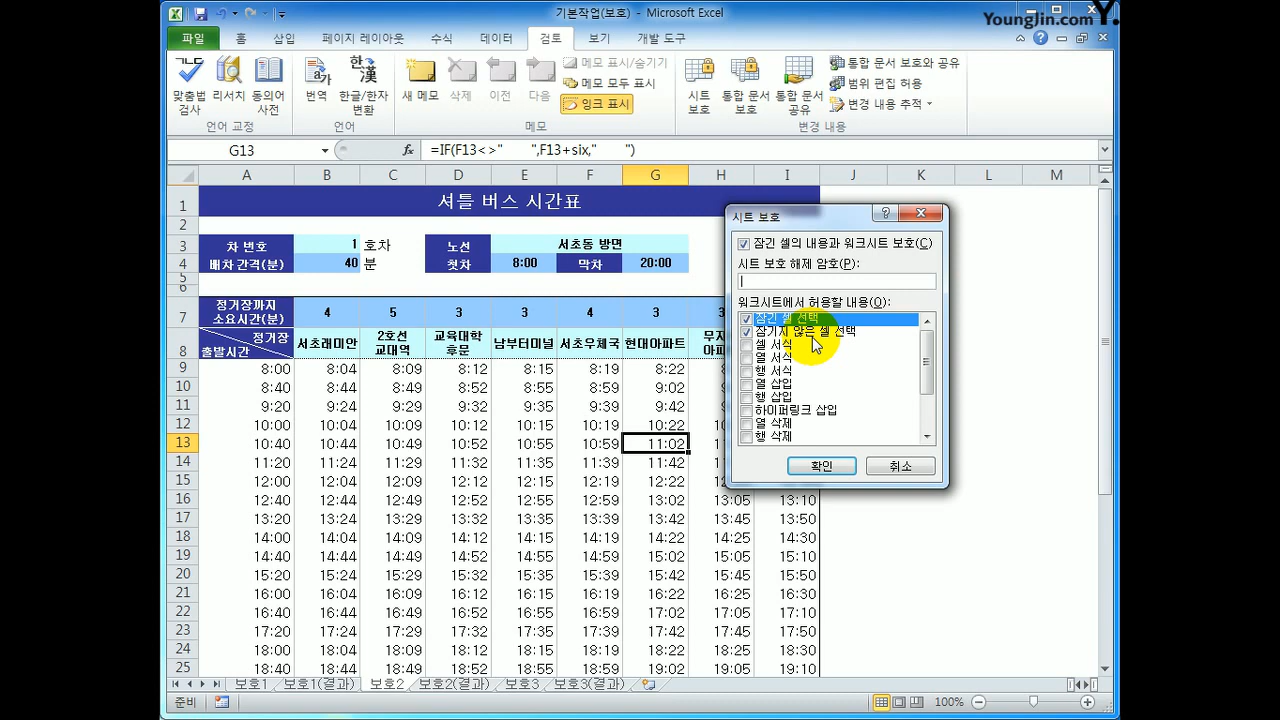 기본작업(보호) - Microsoft Excel
YoungJin.com Y.
파일 홈 삽입 페이지 레이아웃 수식 데이터 검토 보기 개발 도구
맞춤법 검사 리서치 동의어 사전 번역 한글/한자 변환 새 메모 삭제 이전 다음
메모 표시/숨기기
메모 모두 표시
잉크 표시
시트 보호 통합 문서 보호 통합 문서 공유
통합 문서 보호와 공유
범위 편집 허용
변경 내용 추적
언어 교정 언어 메모 변경 내용
G13 fx =IF(F13<>" ",F13+six," ")
A B C D E F G H I J K L M
1 셔틀 버스 시간표
2
3 차 번호 1 호차 노선 서초동 방면
4 배차 간격(분) 40 분 첫차 8:00 막차 20:00
5
6
7 정거장까지 소요시간(분) 4 5 3 3 4 3 3
8 정거장 출발시간 서초래미안 2호선 교대역 교육대학 후문 남부터미널 서초우체국 현대아파트
9 8:00 8:04 8:09 8:12 8:15 8:19 8:22
10 8:40 8:44 8:49 8:52 8:55 8:59 9:02
11 9:20 9:24 9:29 9:32 9:35 9:39 9:42
12 10:00 10:04 10:09 10:12 10:15 10:19 10:22
13 10:40 10:44 10:49 10:52 10:55 10:59 11:02
14 11:20 11:24 11:29 11:32 11:35 11:39 11:42
15 12:00 12:04 12:09 12:12 12:15 12:19 12:22
16 12:40 12:44 12:49 12:52 12:55 12:59 13:02 13:05 13:10
17 13:20 13:24 13:29 13:32 13:35 13:39 13:42 13:45 13:50
18 14:00 14:04 14:09 14:12 14:15 14:19 14:22 14:25 14:30
19 14:40 14:44 14:49 14:52 14:55 14:59 15:02 15:05 15:10
20 15:20 15:24 15:29 15:32 15:35 15:39 15:42 15:45 15:50
21 16:00 16:04 16:09 16:12 16:15 16:19 16:22 16:25 16:30
22 16:40 16:44 16:49 16:52 16:55 16:59 17:02 17:05 17:10
23 17:20 17:24 17:29 17:32 17:35 17:39 17:42 17:45 17:50
24 18:00 18:04 18:09 18:12 18:15 18:19 18:22 18:25 18:30
25 18:40 18:44 18:49 18:52 18:55 18:59 19:02 19:05 19:10
시트 보호
잠긴 셀의 내용과 워크시트 보호(C)
시트 보호 해제 암호(P):
워크시트에서 허용할 내용(O):
잠긴 셀 선택
잠기지 않은 셀 선택
셀 서식
열 서식
행 서식
열 삽입
행 삽입
하이퍼링크 삽입
열 삭제
행 삭제
확인 취소
보호1 보호1(결과) 보호2 보호2(결과) 보호3 보호3(결과)
준비 100%